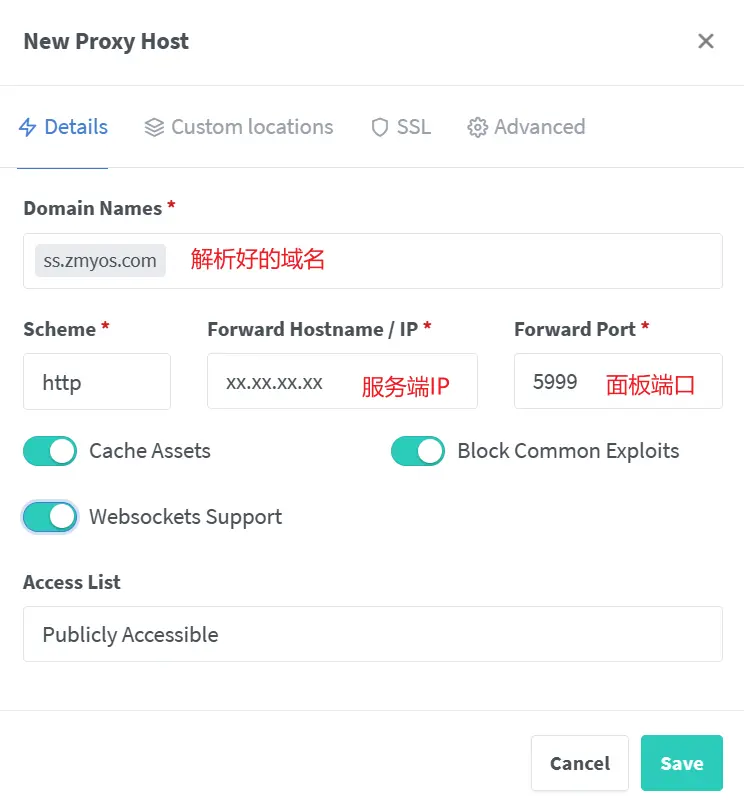 New Proxy Host
Details Custom locations SSL Advanced
Domain Names *
ss.zmyos.com 解析好的域名
Scheme * Forward Hostname / IP * Forward Port *
http xx.xx.xx.xx 服务端IP 5999 面板端口
Cache Assets Block Common Exploits
Websockets Support
Access List
Publicly Accessible
Cancel Save